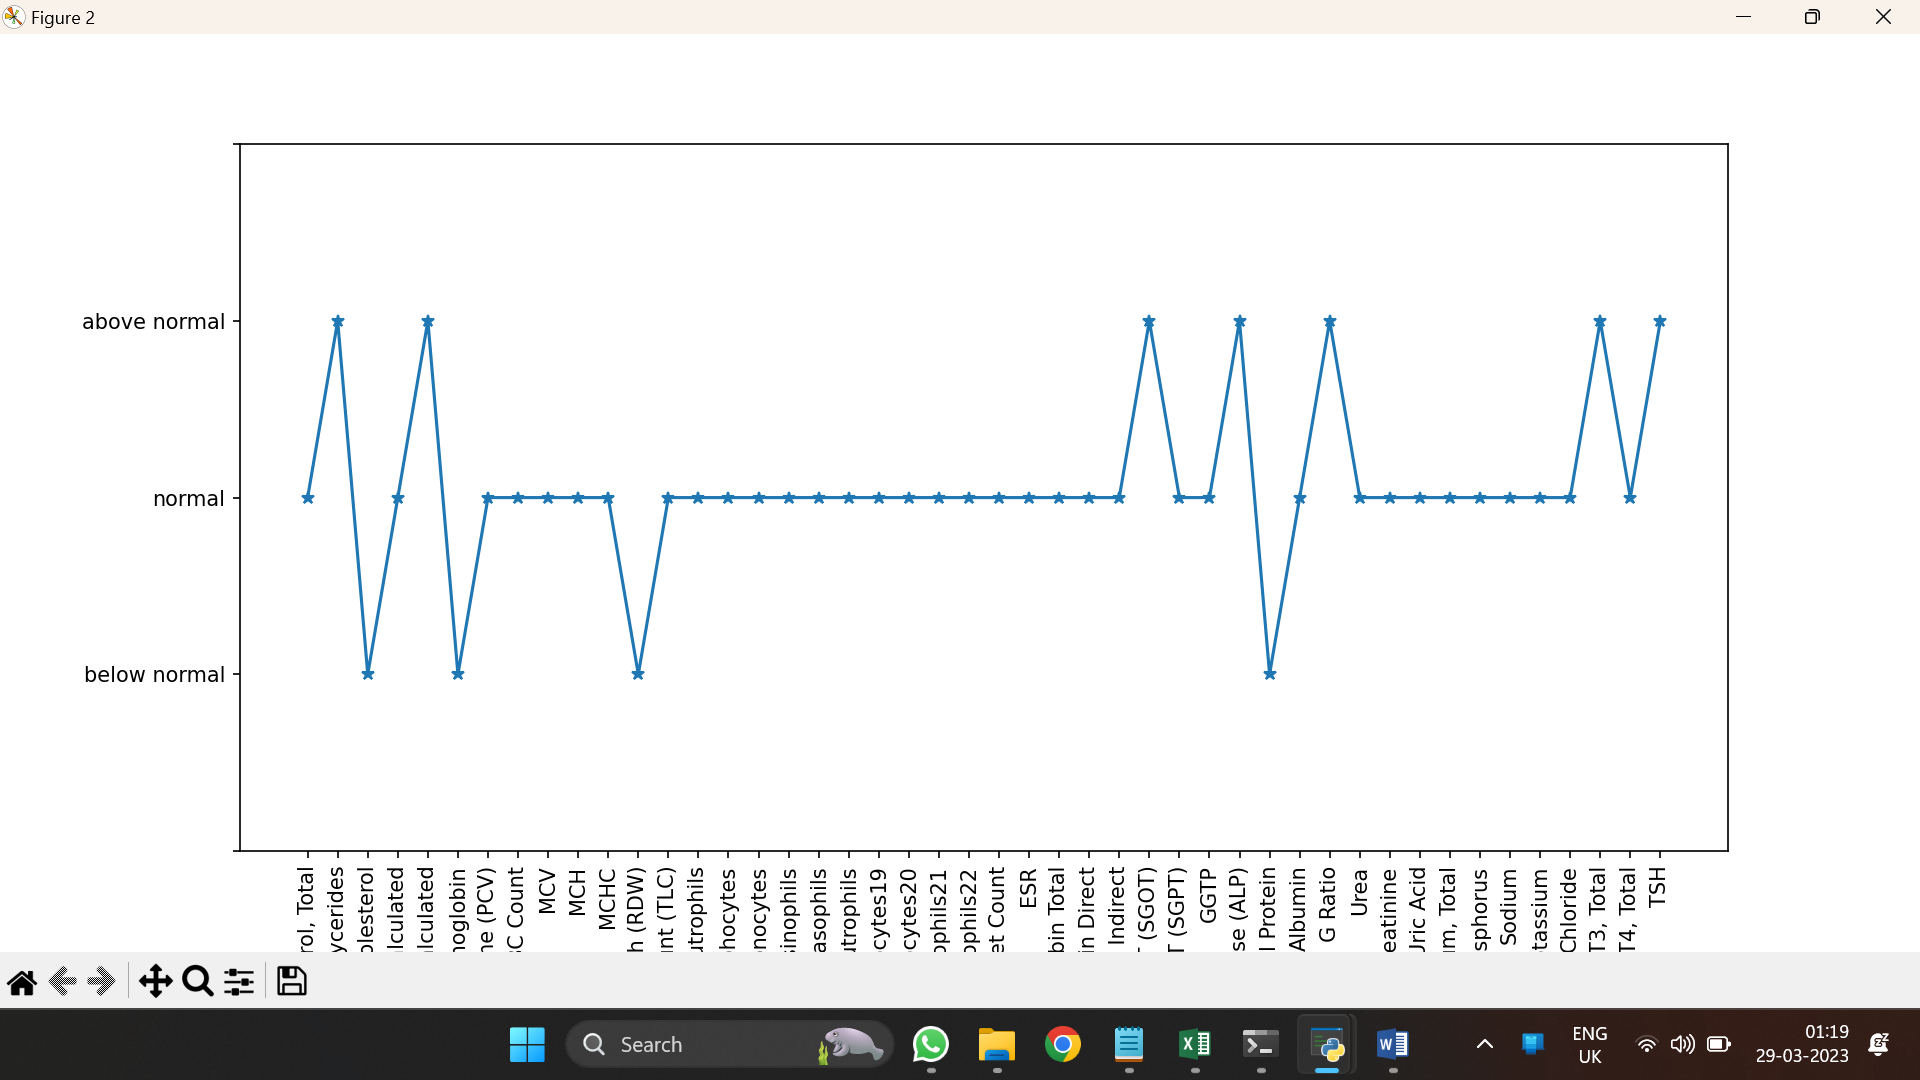 Figure 2
above normal
normal
below normal
rol, Total
ycerides
olesterol
lculated
lculated
noglobin
ne (PCV)
C Count
MCV
MCH
MCHC
h (RDW)
nt (TLC)
utrophils
hocytes
nocytes
sinophils
asophils
utrophils
cytes19
cytes20
ophils21
ophils22
et Count
ESR
bin Total
in Direct
Indirect
(SGOT)
T (SGPT)
GGTP
se (ALP)
l Protein
Albumin
G Ratio
Urea
eatinine
Uric Acid
m, Total
sphorus
Sodium
tassium
Chloride
T3, Total
T4, Total
TSH
Search
ENG
UK
01:19
29-03-2023